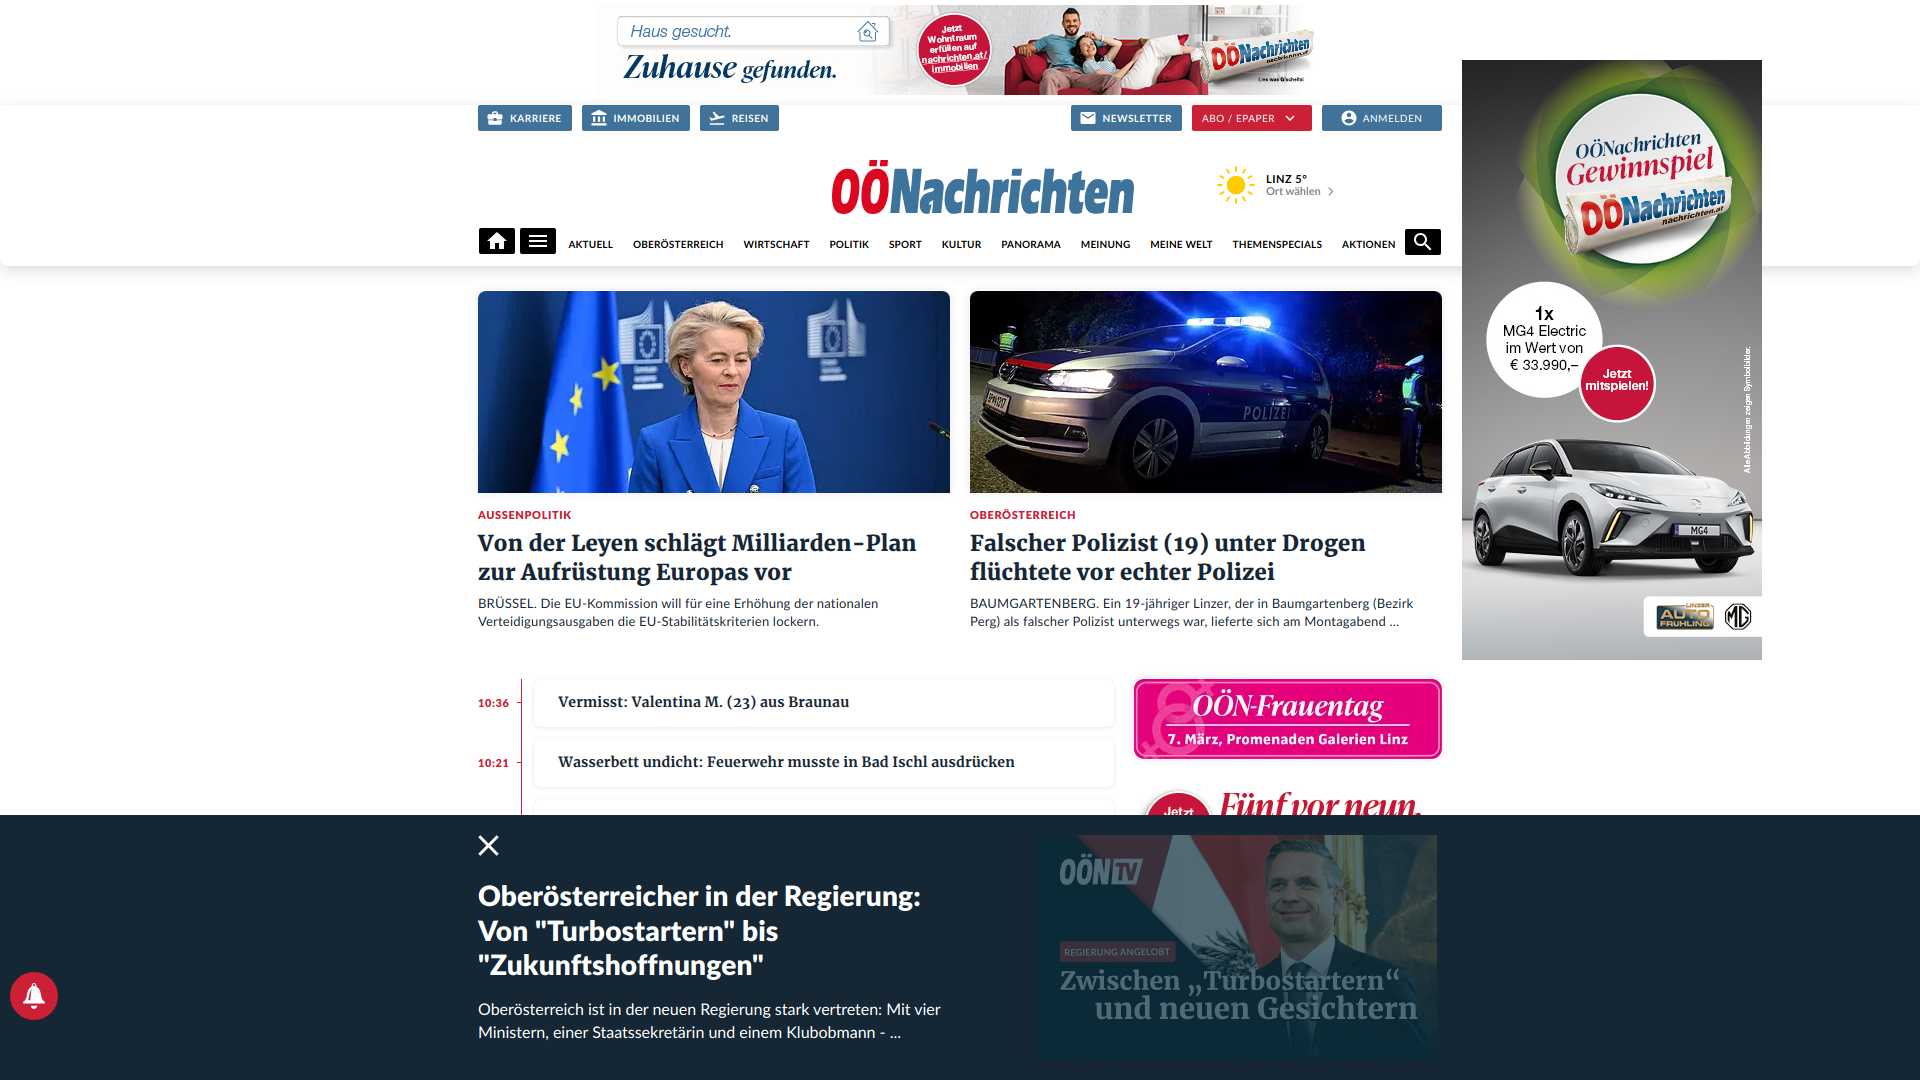 Haus gesucht.
Zuhause gefunden.
Jetzt
Wohntraum
erfüllen auf
nachrichten.at/
immobilien
OÖNachrichten
nachrichten.at
Lies was G'scheits!
KARRIERE
IMMOBILIEN
REISEN
NEWSLETTER
ABO / EPAPER
ANMELDEN
OÖNachrichten
LINZ 5°
Ort wählen
AKTUELL
OBERÖSTERREICH
WIRTSCHAFT
POLITIK
SPORT
KULTUR
PANORAMA
MEINUNG
MEINE WELT
THEMENSPECIALS
AKTIONEN
OÖNachrichten
Gewinnspiel
OÖNachrichten
nachrichten.at
1x
MG4 Electric
im Wert von
€ 33.990,–
Jetzt
mitspielen!
Alle Abbildungen zeigen Symbolbilder.
MG4
LINZER
AUTO
FRÜHLING
MG
POLIZEI
AUSSENPOLITIK
Von der Leyen schlägt Milliarden-Plan
zur Aufrüstung Europas vor
BRÜSSEL. Die EU-Kommission will für eine Erhöhung der nationalen
Verteidigungsausgaben die EU-Stabilitätskriterien lockern.
OBERÖSTERREICH
Falscher Polizist (19) unter Drogen
flüchtete vor echter Polizei
BAUMGARTENBERG. Ein 19-jähriger Linzer, der in Baumgartenberg (Bezirk
Perg) als falscher Polizist unterwegs war, lieferte sich am Montagabend ...
10:36
Vermisst: Valentina M. (23) aus Braunau
10:21
Wasserbett undicht: Feuerwehr musste in Bad Ischl ausdrücken
OÖN-Frauentag
7. März, Promenaden Galerien Linz
Jetzt
Fünf vor neun.
Oberösterreicher in der Regierung:
Von "Turbostartern" bis
"Zukunftshoffnungen"
Oberösterreich ist in der neuen Regierung stark vertreten: Mit vier
Ministern, einer Staatssekretärin und einem Klubobmann - ...
OÖN TV
REGIERUNG ANGELOBT
Zwischen „Turbostartern“
und neuen Gesichtern